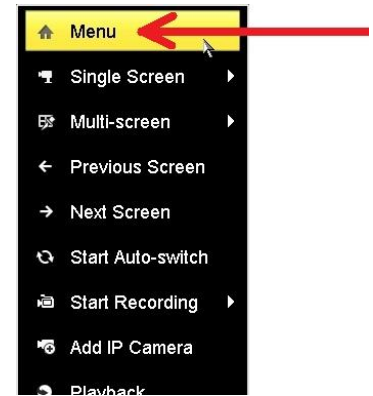 Menu
Single Screen
Multi-screen
Previous Screen
Next Screen
Start Auto-switch
Start Recording
Add IP Camera
Playback